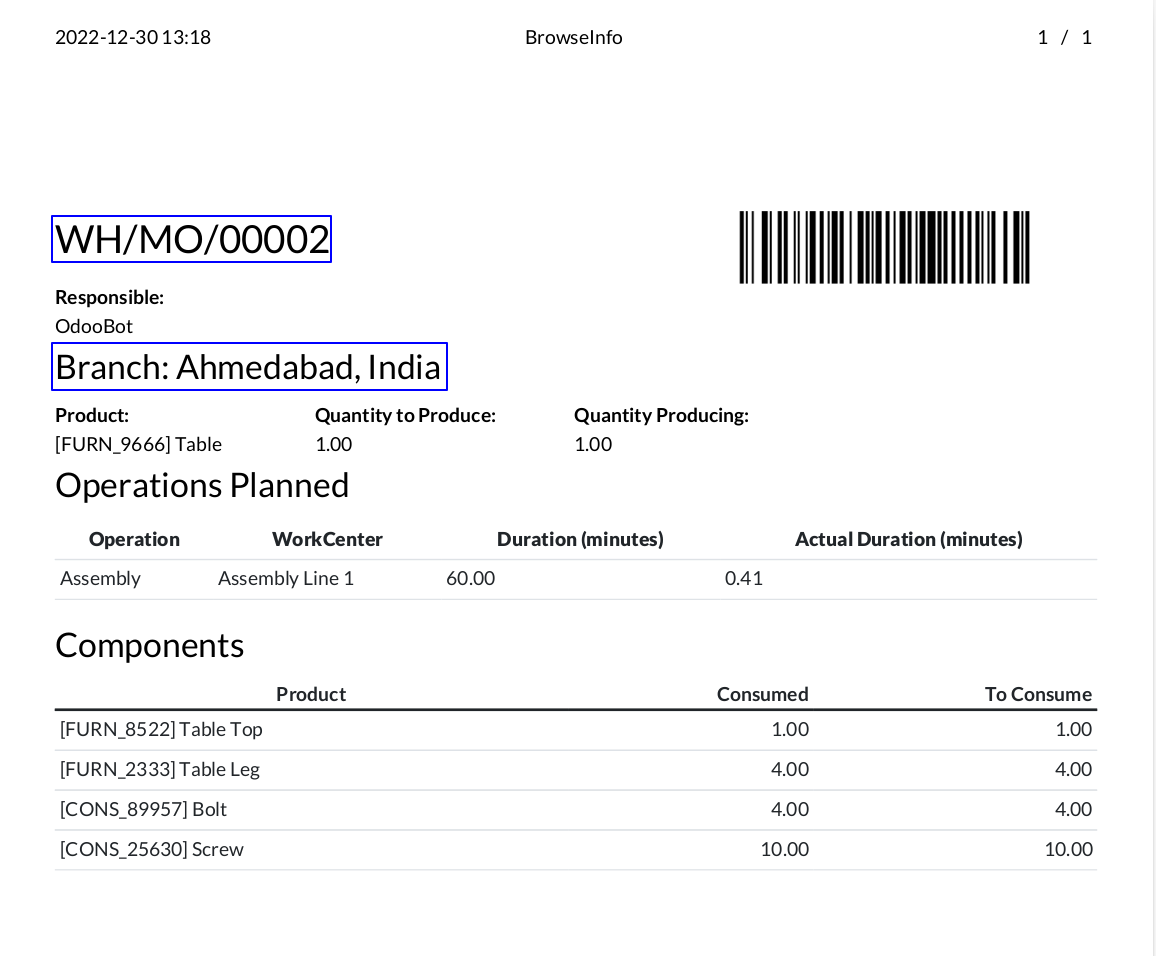 2022-12-30 13:18 BrowseInfo 1 / 1
WH/MO/00002
Responsible:
OdooBot
Branch: Ahmedabad, India
Product: Quantity to Produce: Quantity Producing:
[FURN_9666] Table 1.00 1.00
Operations Planned
Operation WorkCenter Duration (minutes) Actual Duration (minutes)
Assembly Assembly Line 1 60.00 0.41
Components
Product Consumed To Consume
[FURN_8522] Table Top 1.00 1.00
[FURN_2333] Table Leg 4.00 4.00
[CONS_89957] Bolt 4.00 4.00
[CONS_25630] Screw 10.00 10.00